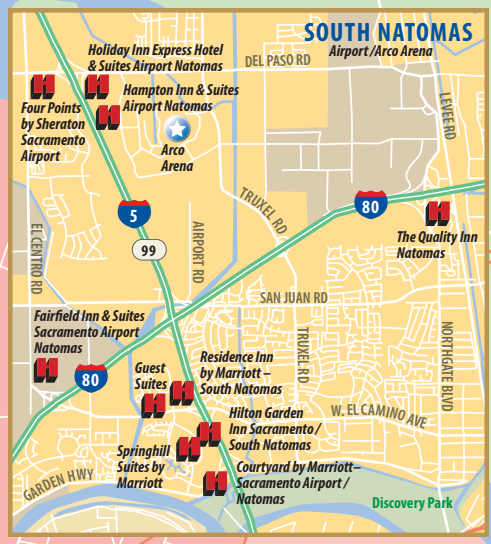 SOUTH NATOMAS
Airport/Arco Arena
Holiday Inn Express Hotel
& Suites Airport Natomas
DEL PASO RD
Hampton Inn & Suites
Airport Natomas
Four Points
by Sheraton
Sacramento
Airport
Arco
Arena
LEVEE RD
TRUXEL RD
5
80
99
EL CENTRO RD
AIRPORT RD
The Quality Inn
Natomas
SAN JUAN RD
Fairfield Inn & Suites
Sacramento Airport
Natomas
TRUXEL RD
NORTHGATE BLVD
80
Guest
Suites
Residence Inn
by Marriott –
South Natomas
W. EL CAMINO AVE
Hilton Garden
Inn Sacramento/
South Natomas
Springhill
Suites by
Marriott
Courtyard by Marriott–
Sacramento Airport/
Natomas
GARDEN HWY
Discovery Park